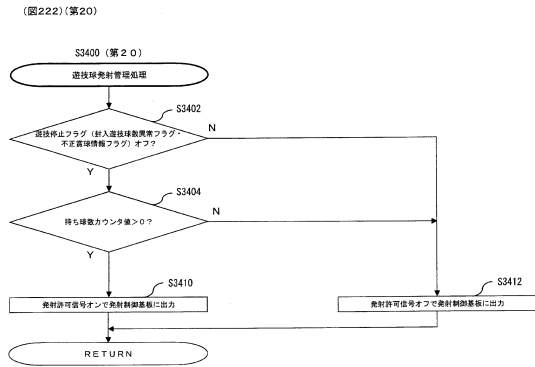 (図222)(第20)
S3400 (第20)
遊技球発射管理処理
S3402
遊技停止フラグ (封入遊技球数異常フラグ・
不正賞球情報フラグ) オフ?
N
Y
S3404
持ち球数カウンタ値>0?
N
Y
S3410
発射許可信号オンで発射制御基板に出力
S3412
発射許可信号オフで発射制御基板に出力
RETURN